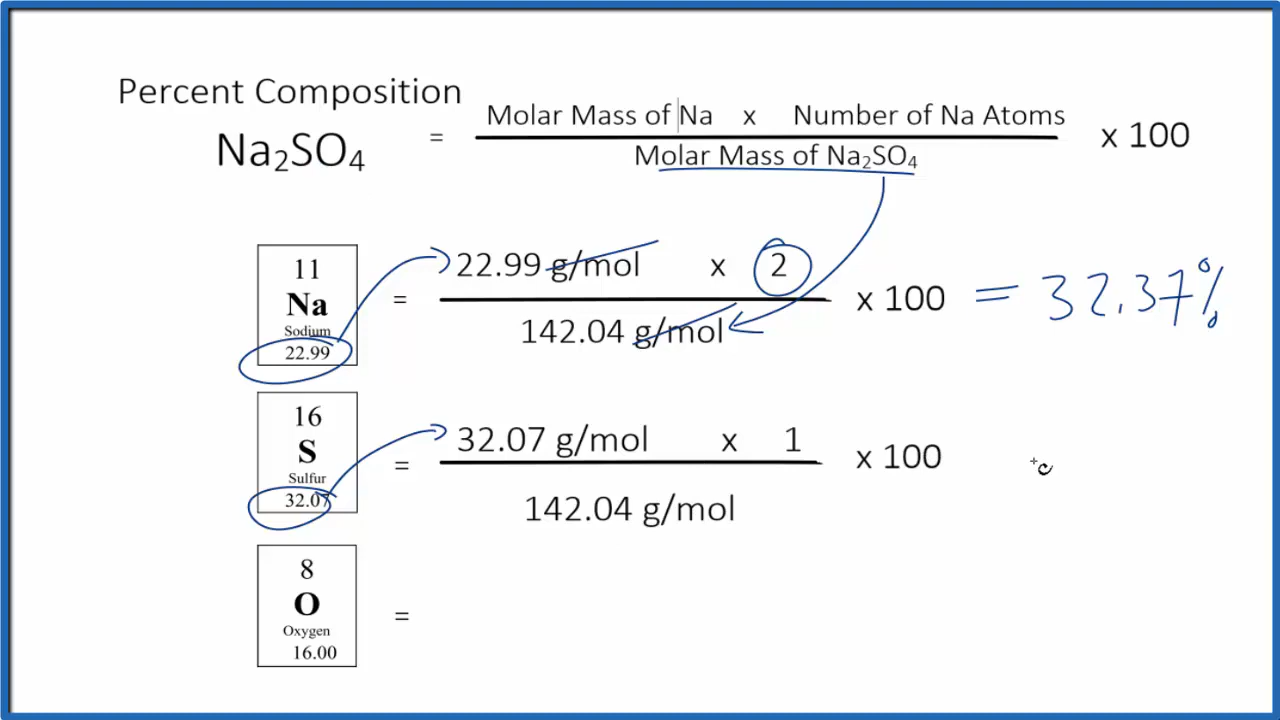 Percent Composition
Na₂SO₄ = Molar Mass of Na x Number of Na Atoms x 100
Molar Mass of Na₂SO₄
11
Na
Sodium
22.99
= 22.99 g/mol x 2 x 100 = 32.37%
142.04 g/mol
16
S
Sulfur
32.07
= 32.07 g/mol x 1 x 100
142.04 g/mol
8
O
Oxygen
16.00
=